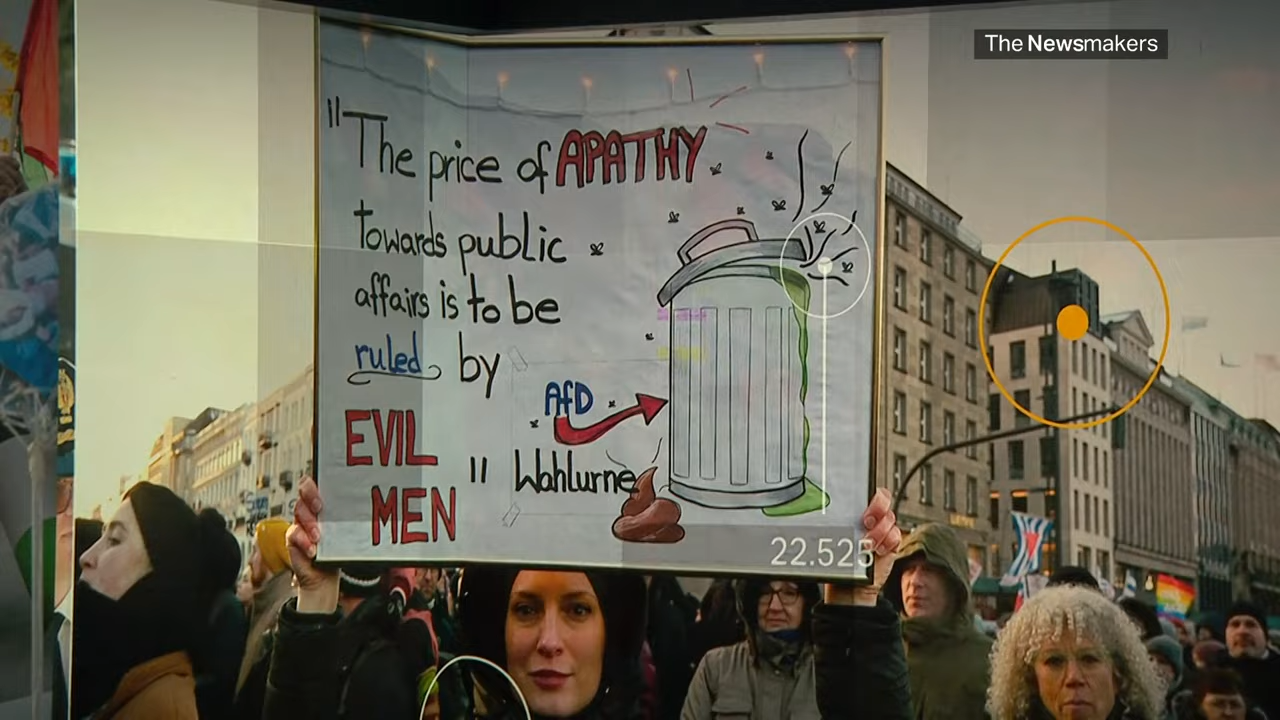 The Newsmakers
"The price of APATHY
towards public
affairs is to be
ruled by
EVIL
MEN"
AfD
Wahlurne
22.525